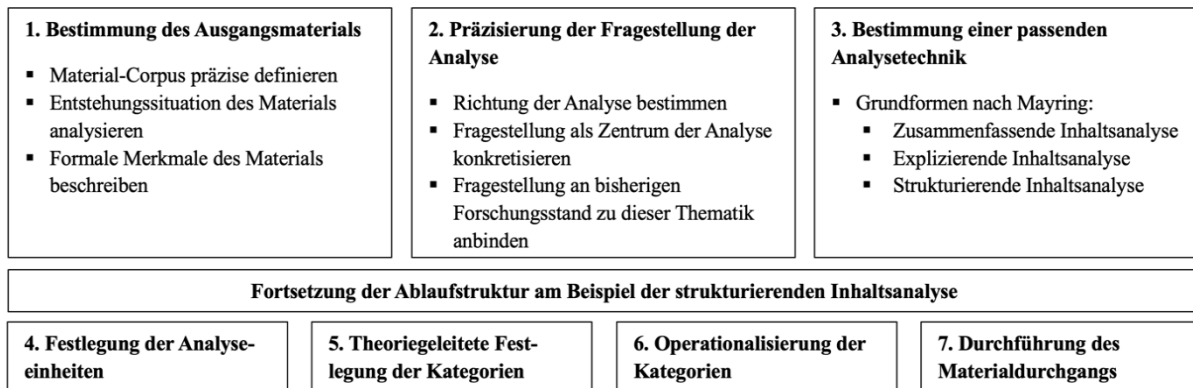 1. Bestimmung des Ausgangsmaterials
▪ Material-Corpus präzise definieren
▪ Entstehungssituation des Materials
analysieren
▪ Formale Merkmale des Materials
beschreiben
2. Präzisierung der Fragestellung der
Analyse
▪ Richtung der Analyse bestimmen
▪ Fragestellung als Zentrum der Analyse
konkretisieren
▪ Fragestellung an bisherigen
Forschungsstand zu dieser Thematik
anbinden
3. Bestimmung einer passenden
Analysetechnik
▪ Grundformen nach Mayring:
▪ Zusammenfassende Inhaltsanalyse
▪ Explizierende Inhaltsanalyse
▪ Strukturierende Inhaltsanalyse
Fortsetzung der Ablaufstruktur am Beispiel der strukturierenden Inhaltsanalyse
4. Festlegung der Analyse-
einheiten
5. Theoriegeleitete Fest-
legung der Kategorien
6. Operationalisierung der
Kategorien
7. Durchführung des
Materialdurchgangs